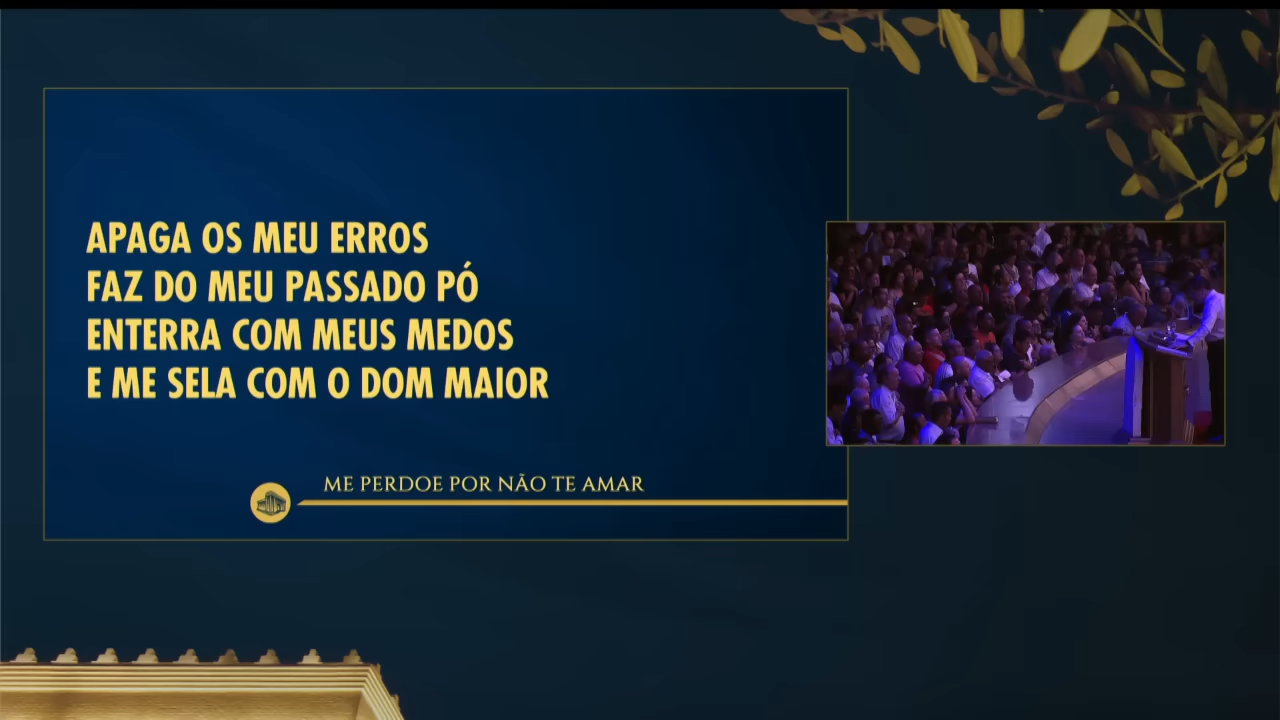 APAGA OS MEU ERROS
FAZ DO MEU PASSADO PÓ
ENTERRA COM MEUS MEDOS
E ME SELA COM O DOM MAIOR
ME PERDOE POR NÃO TE AMAR